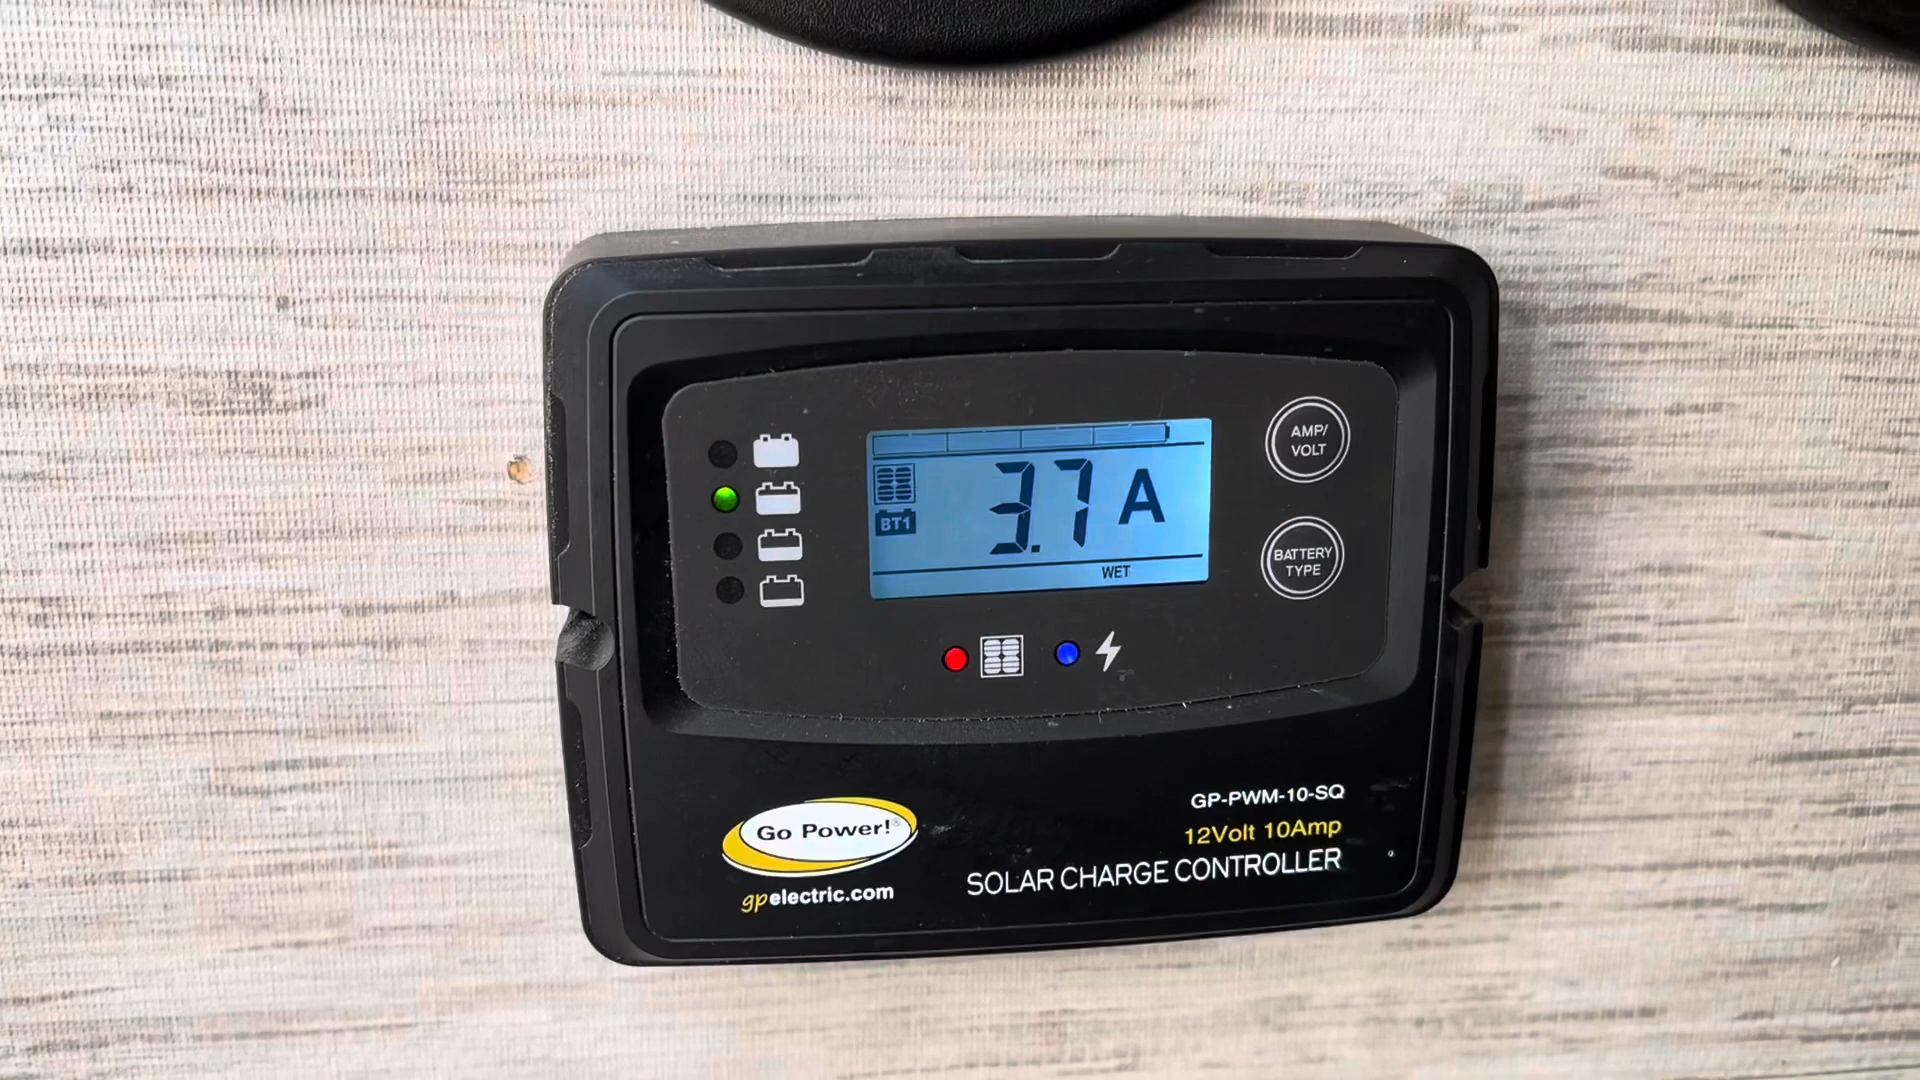 AMP/
VOLT
BT1
3.7 A
WET
BATTERY
TYPE
Go Power!®
gpelectric.com
GP-PWM-10-SQ
12Volt 10Amp
SOLAR CHARGE CONTROLLER